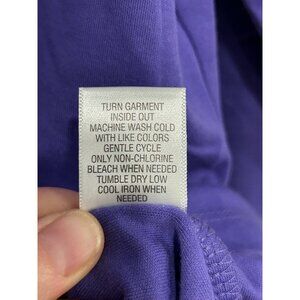 TURN GARMENT
INSIDE OUT
MACHINE WASH COLD
WITH LIKE COLORS
GENTLE CYCLE
ONLY NON-CHLORINE
BLEACH WHEN NEEDED
TUMBLE DRY LOW
COOL IRON WHEN
NEEDED